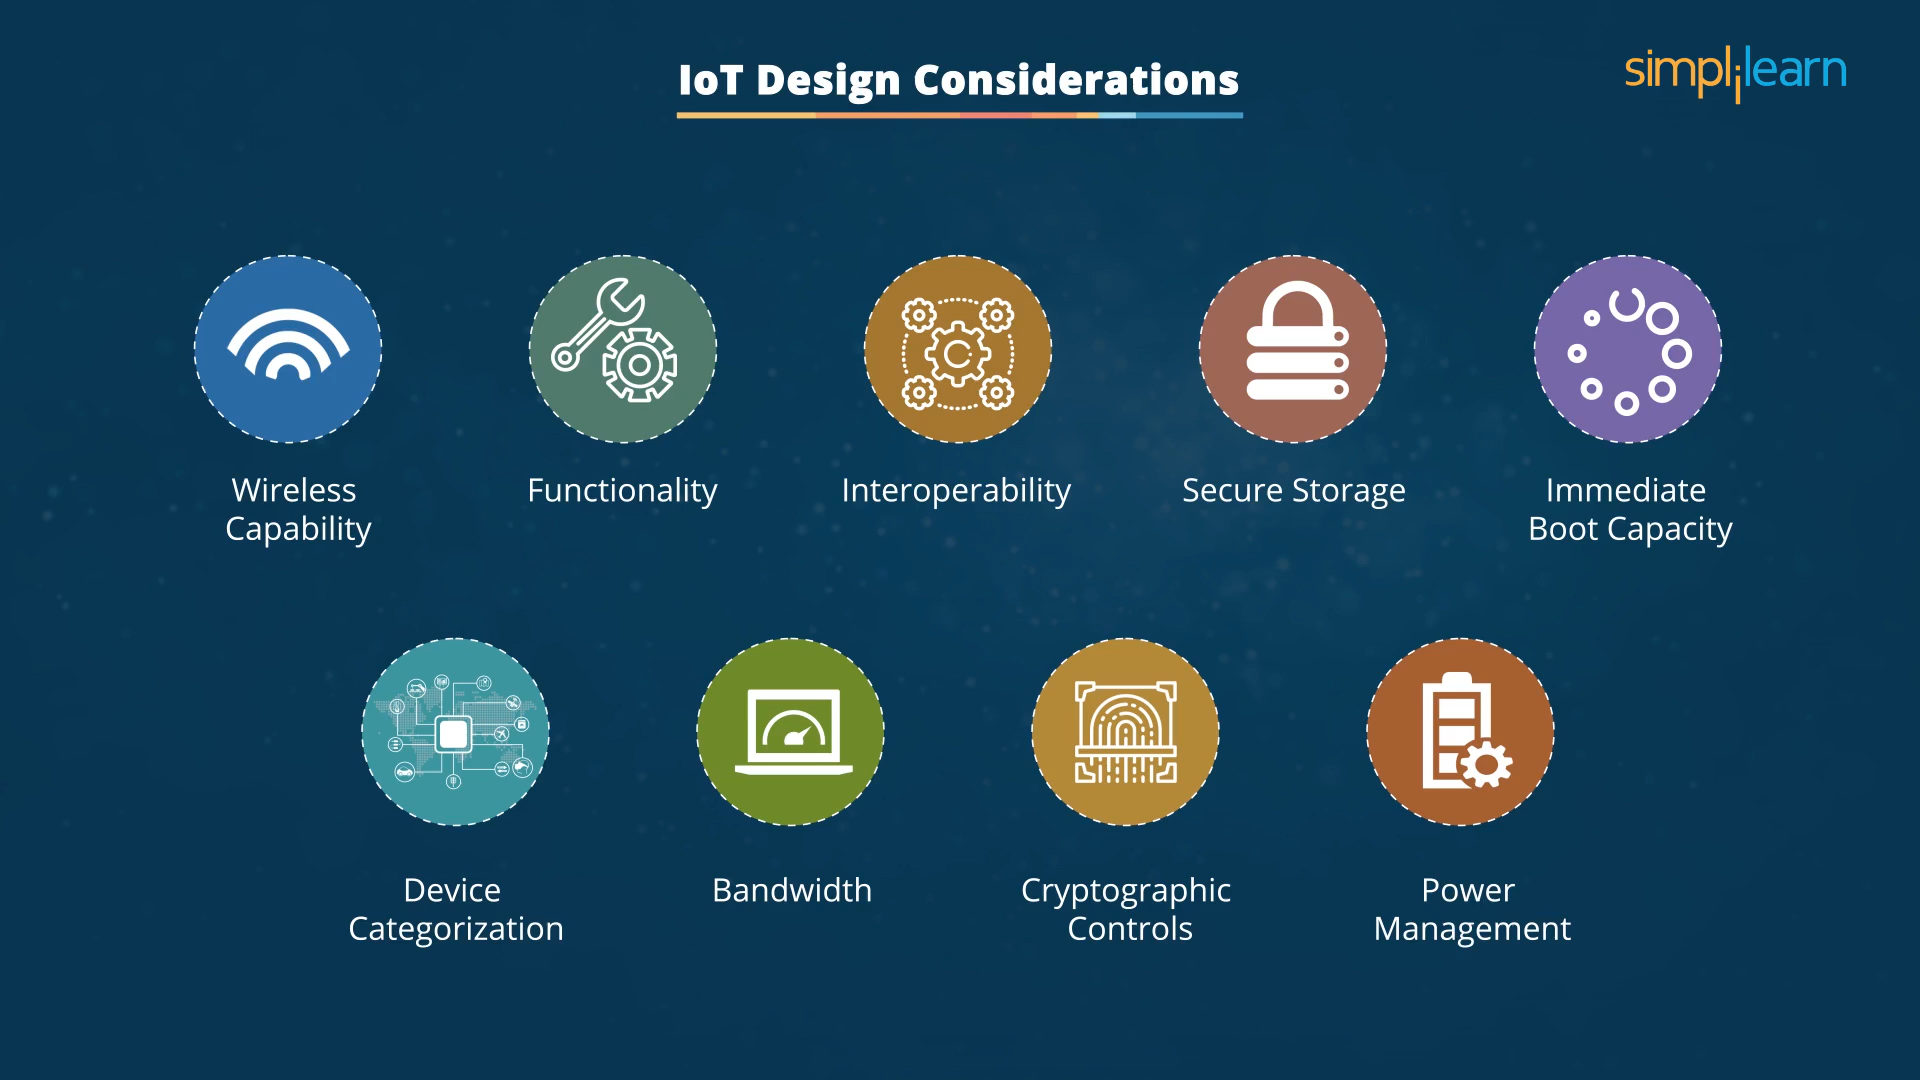 IoT Design Considerations
simplilearn
Wireless
Capability
Functionality
Interoperability
Secure Storage
Immediate
Boot Capacity
Device
Categorization
Bandwidth
Cryptographic
Controls
Power
Management